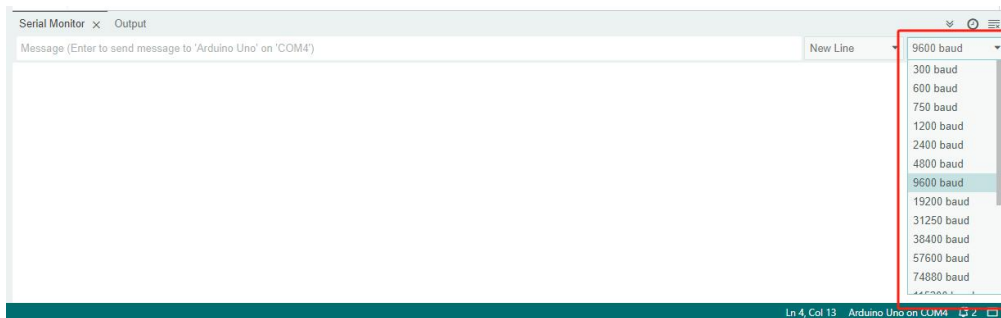 Serial Monitor x Output
Message (Enter to send message to 'Arduino Uno' on 'COM4')
New Line
9600 baud
300 baud
600 baud
750 baud
1200 baud
2400 baud
4800 baud
9600 baud
19200 baud
31250 baud
38400 baud
57600 baud
74880 baud
Ln 4, Col 13 Arduino Uno on COM4 2